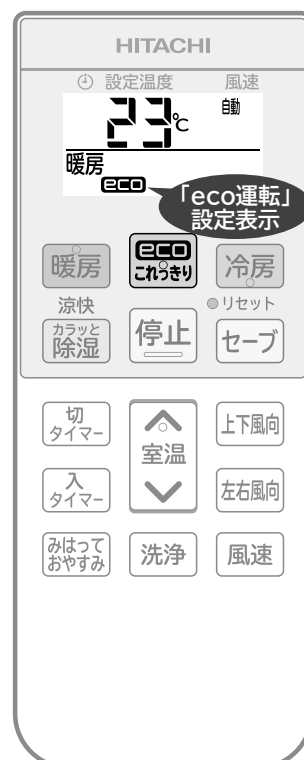 HITACHI
設定温度 風速
23℃ 自動
暖房
eco
「eco運転」
設定表示
暖房
eco
これっきり
冷房
涼快
カラッと
除湿
停止
リセット
セーブ
切
タイマー
室温
上下風向
入
タイマー
左右風向
みはって
おやすみ
洗浄
風速